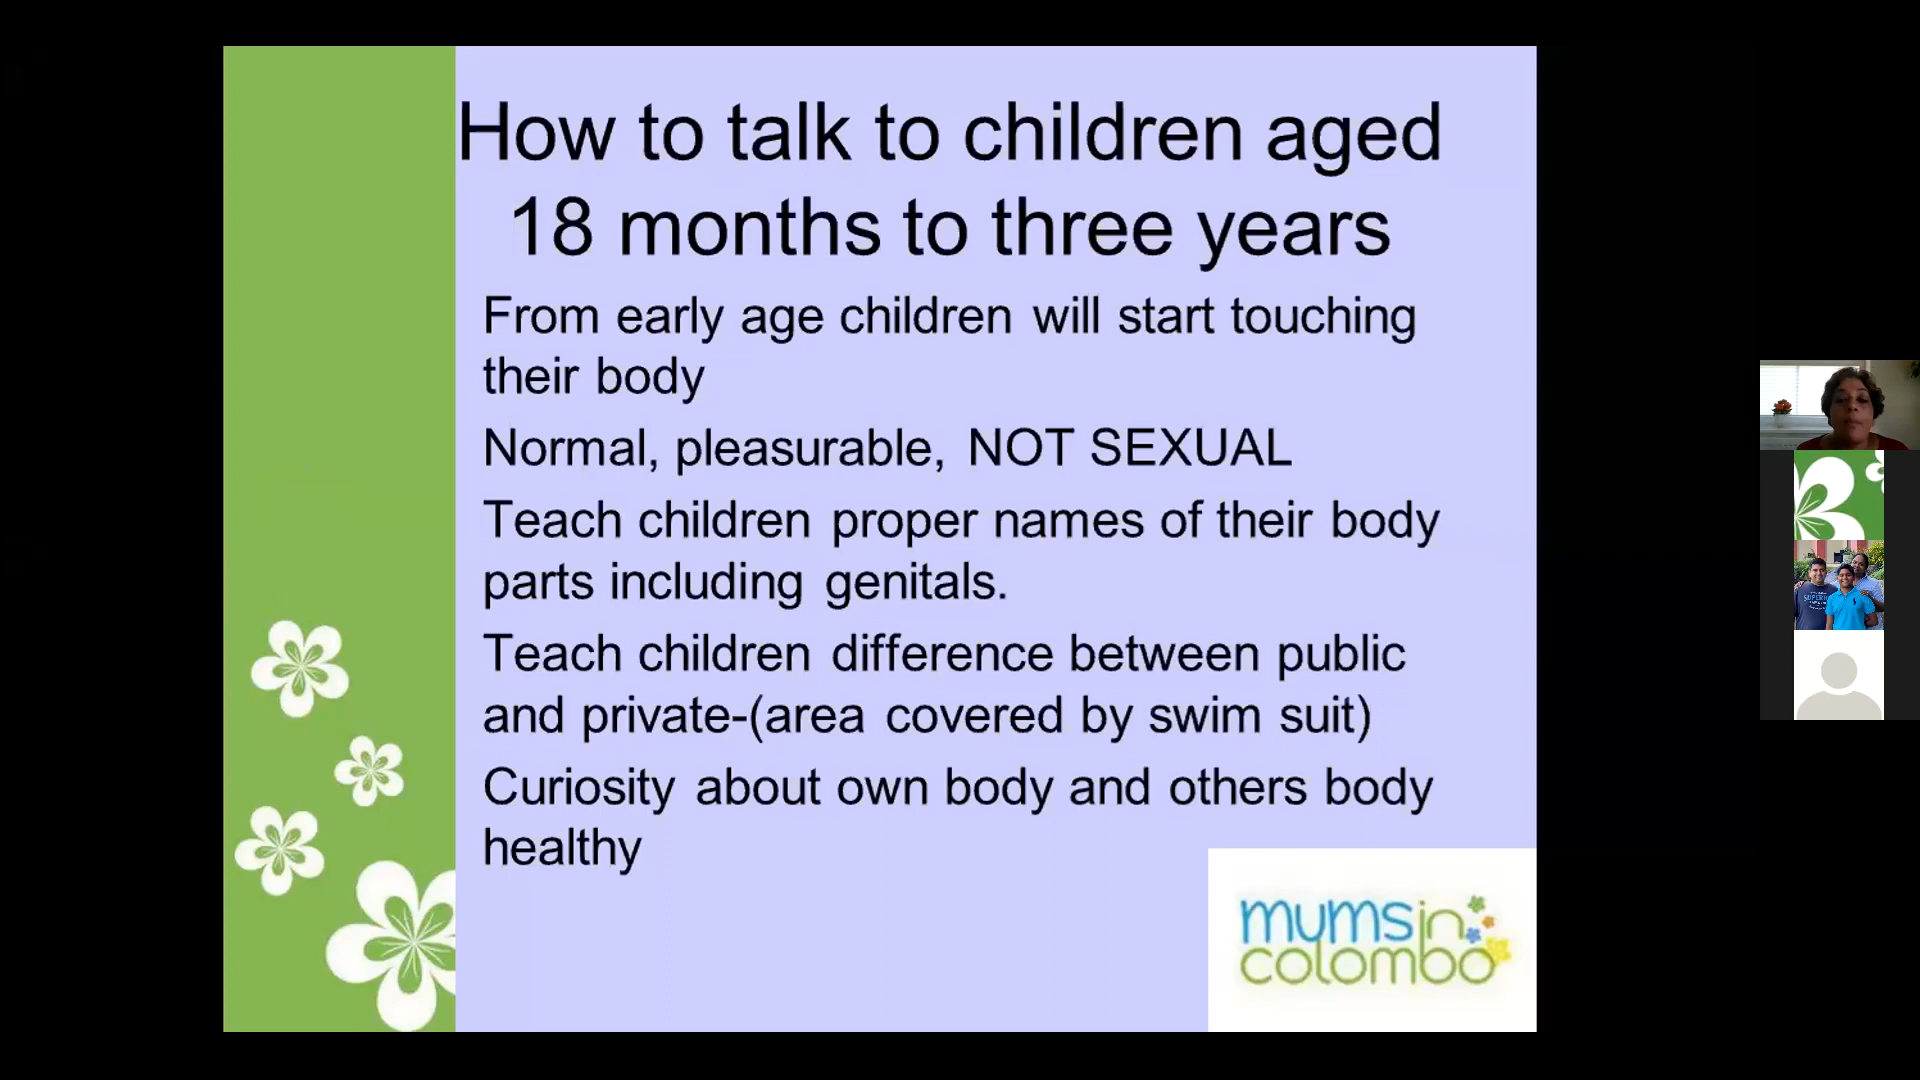 How to talk to children aged
18 months to three years
From early age children will start touching
their body
Normal, pleasurable, NOT SEXUAL
Teach children proper names of their body
parts including genitals.
Teach children difference between public
and private-(area covered by swim suit)
Curiosity about own body and others body
healthy
mums in
colombo